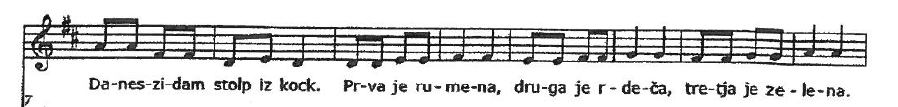 Da-nes-zi-dam stolp iz kock. Pr-va je ru-me-na, dru-ga je r-de-ča, tre-tja je ze-le-na.
7